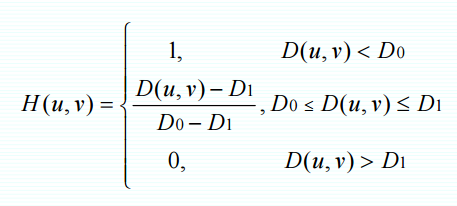 1, D(u,v) < D0
H(u,v) = { D(u,v) − D1 / D0 − D1 , D0 ≤ D(u,v) ≤ D1
0, D(u,v) > D1